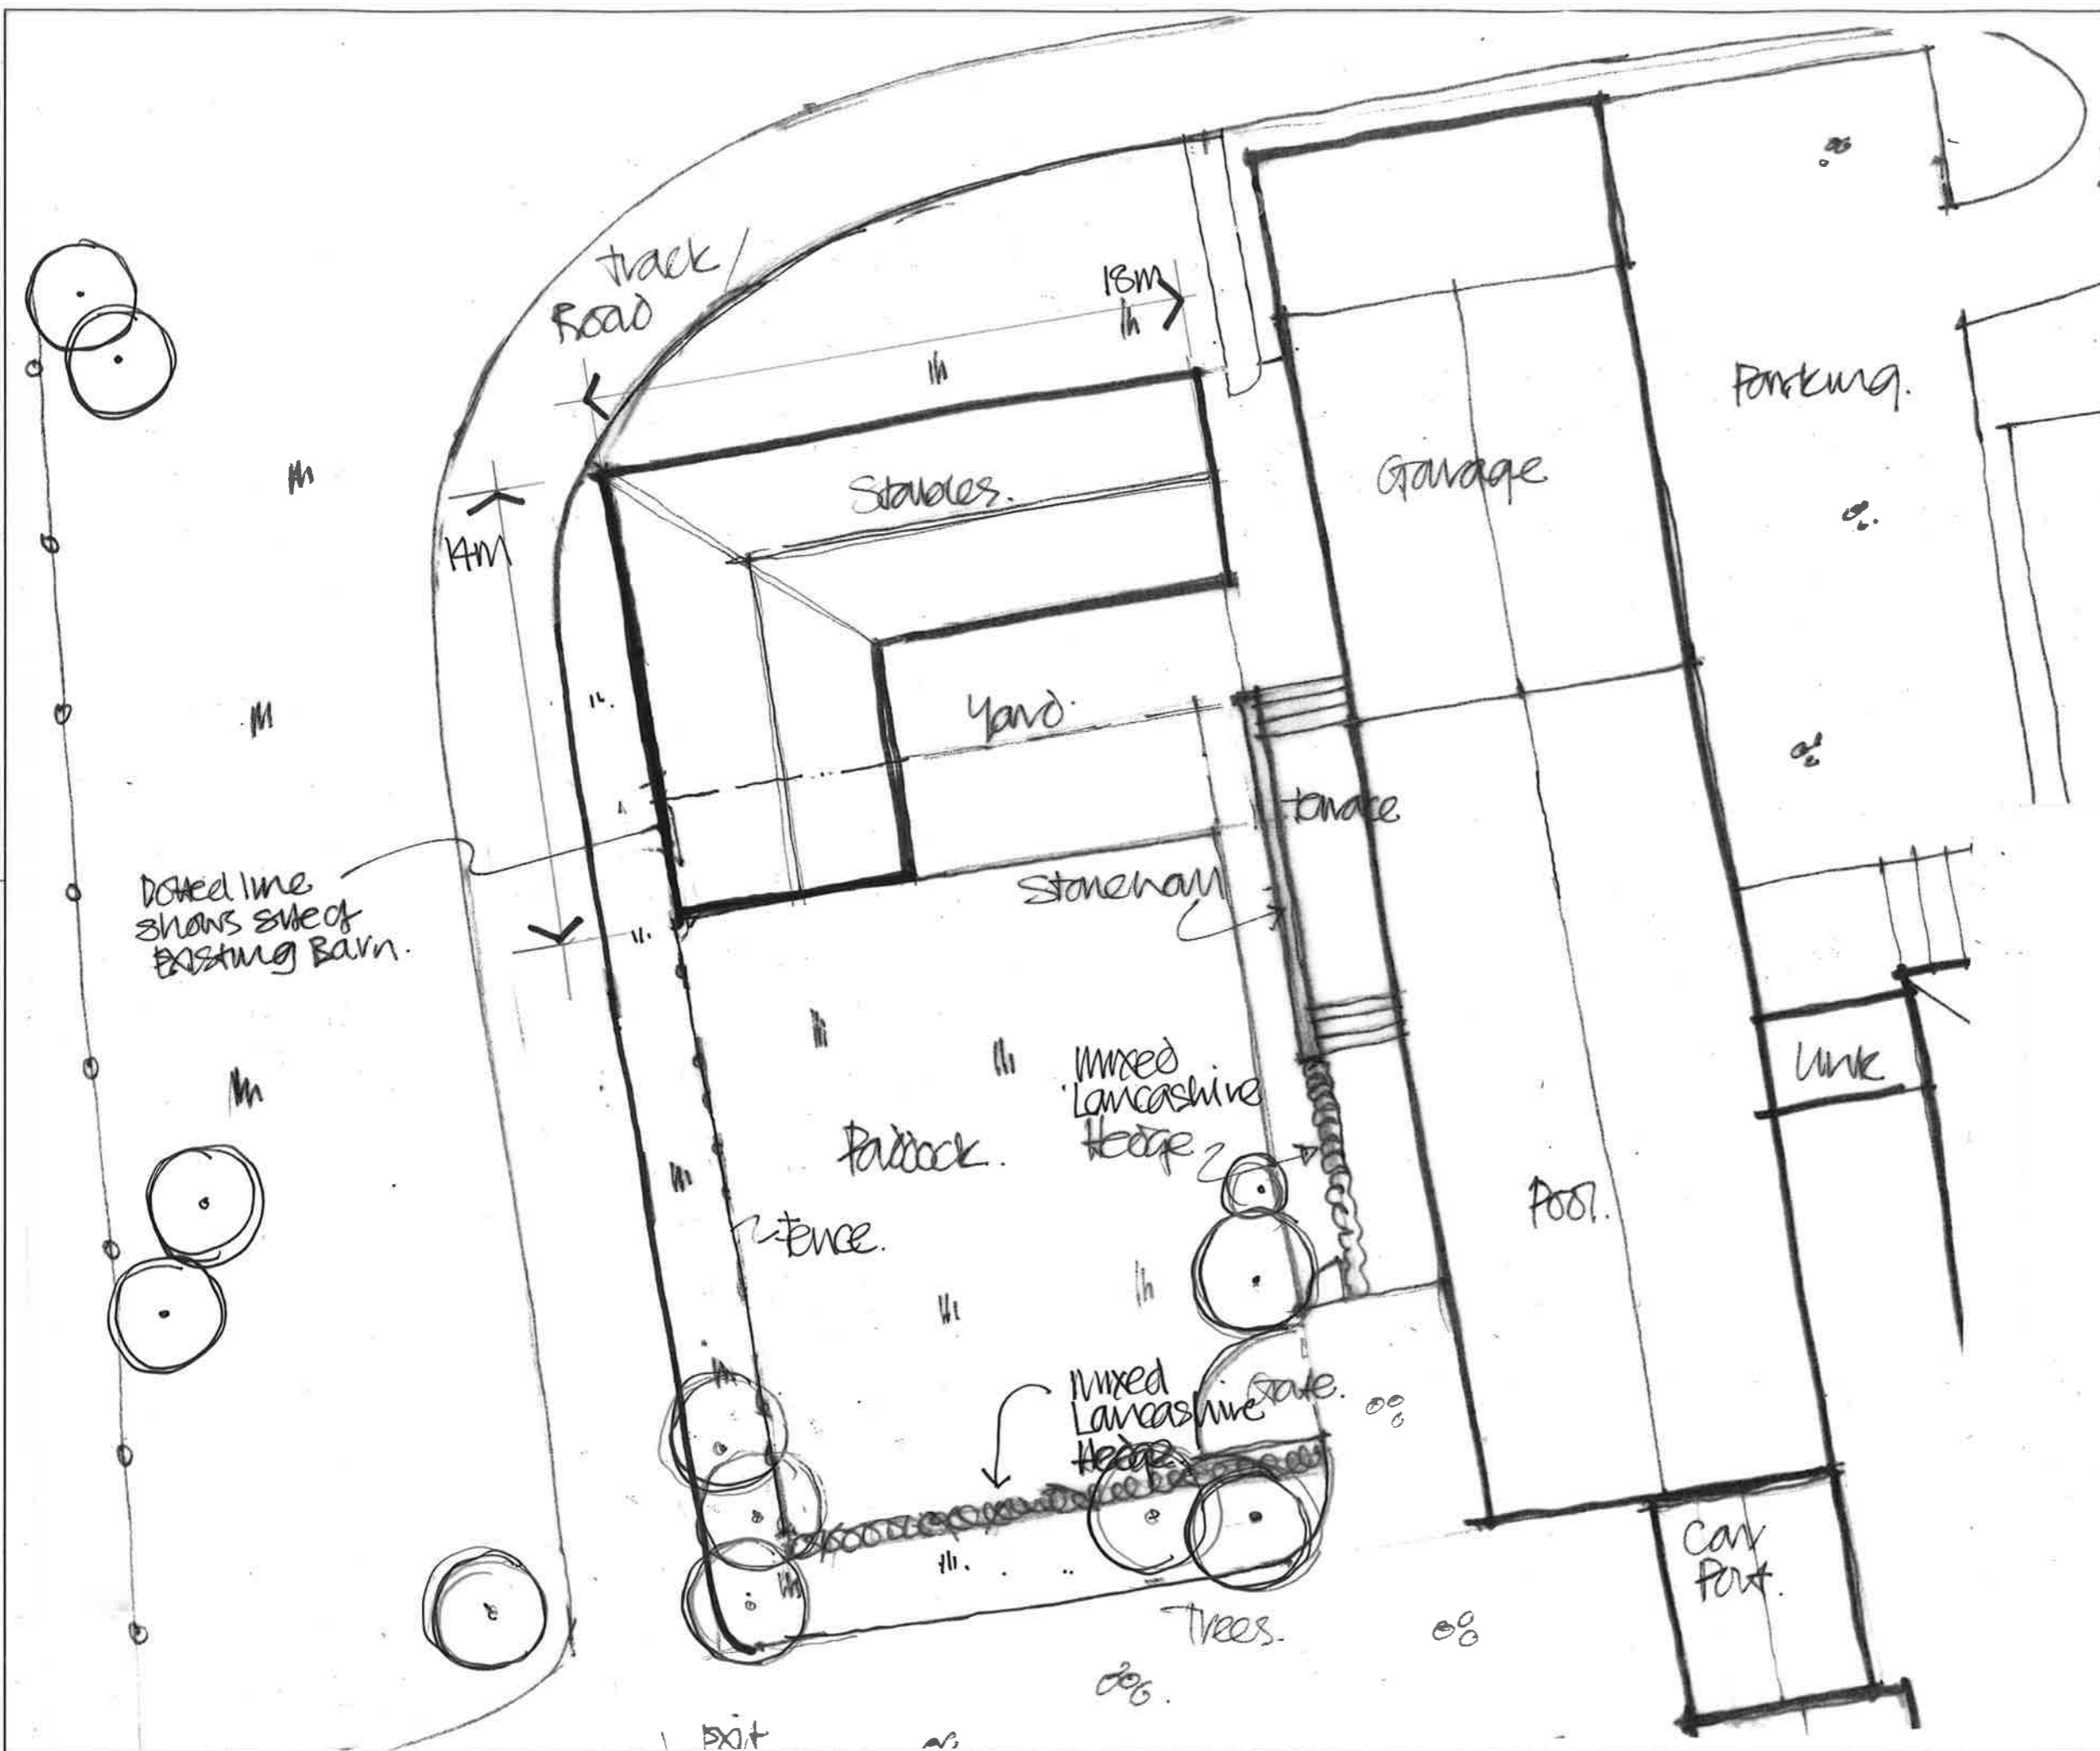 track
Road
18m
Parking.
Garage
Stables.
14m
Yard.
terrace
Stonewall
Dotted line
shows site of
Existing Barn.
Mixed
Lancashire
Hedge
Link
Paddock.
Pool.
Fence.
Mixed
Lancashire
Hedge
Gate.
Car
Port.
Trees.
Exit